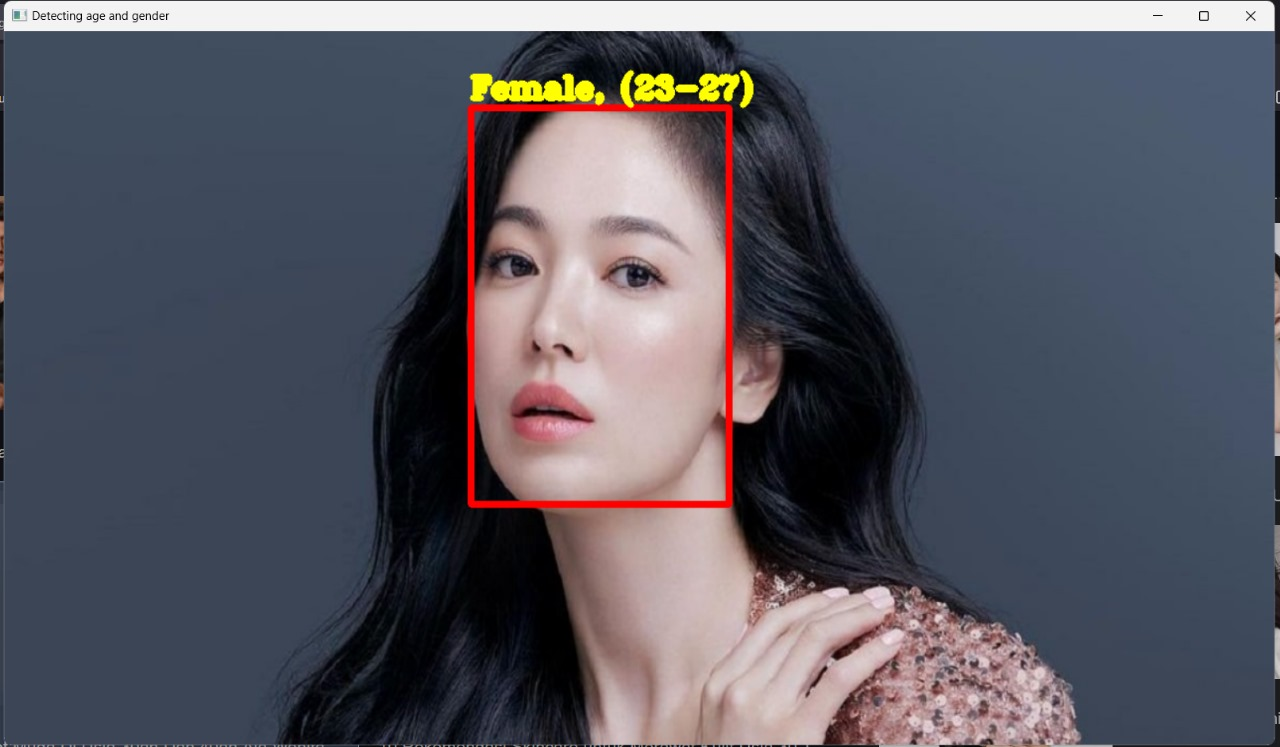 Detecting age and gender
Female, (23-27)